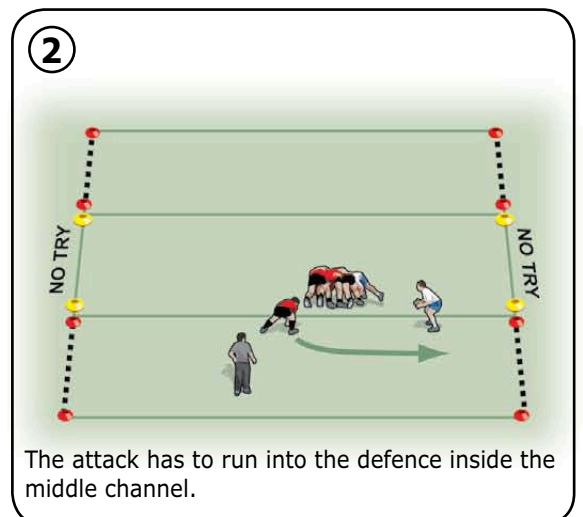 2
NO TRY
NO TRY
The attack has to run into the defence inside the
middle channel.